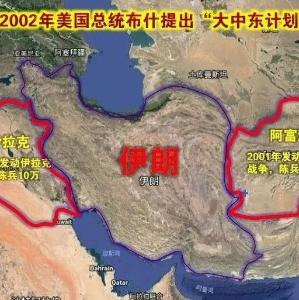 2002年美国总统布什提出“大中东计划
阿塞拜疆
土库曼斯坦
拉克
伊朗
阿富
发动伊拉克
陈兵10万
伊朗
2001年发动
战争，陈兵
Kuwait
Bahrain
Qatar